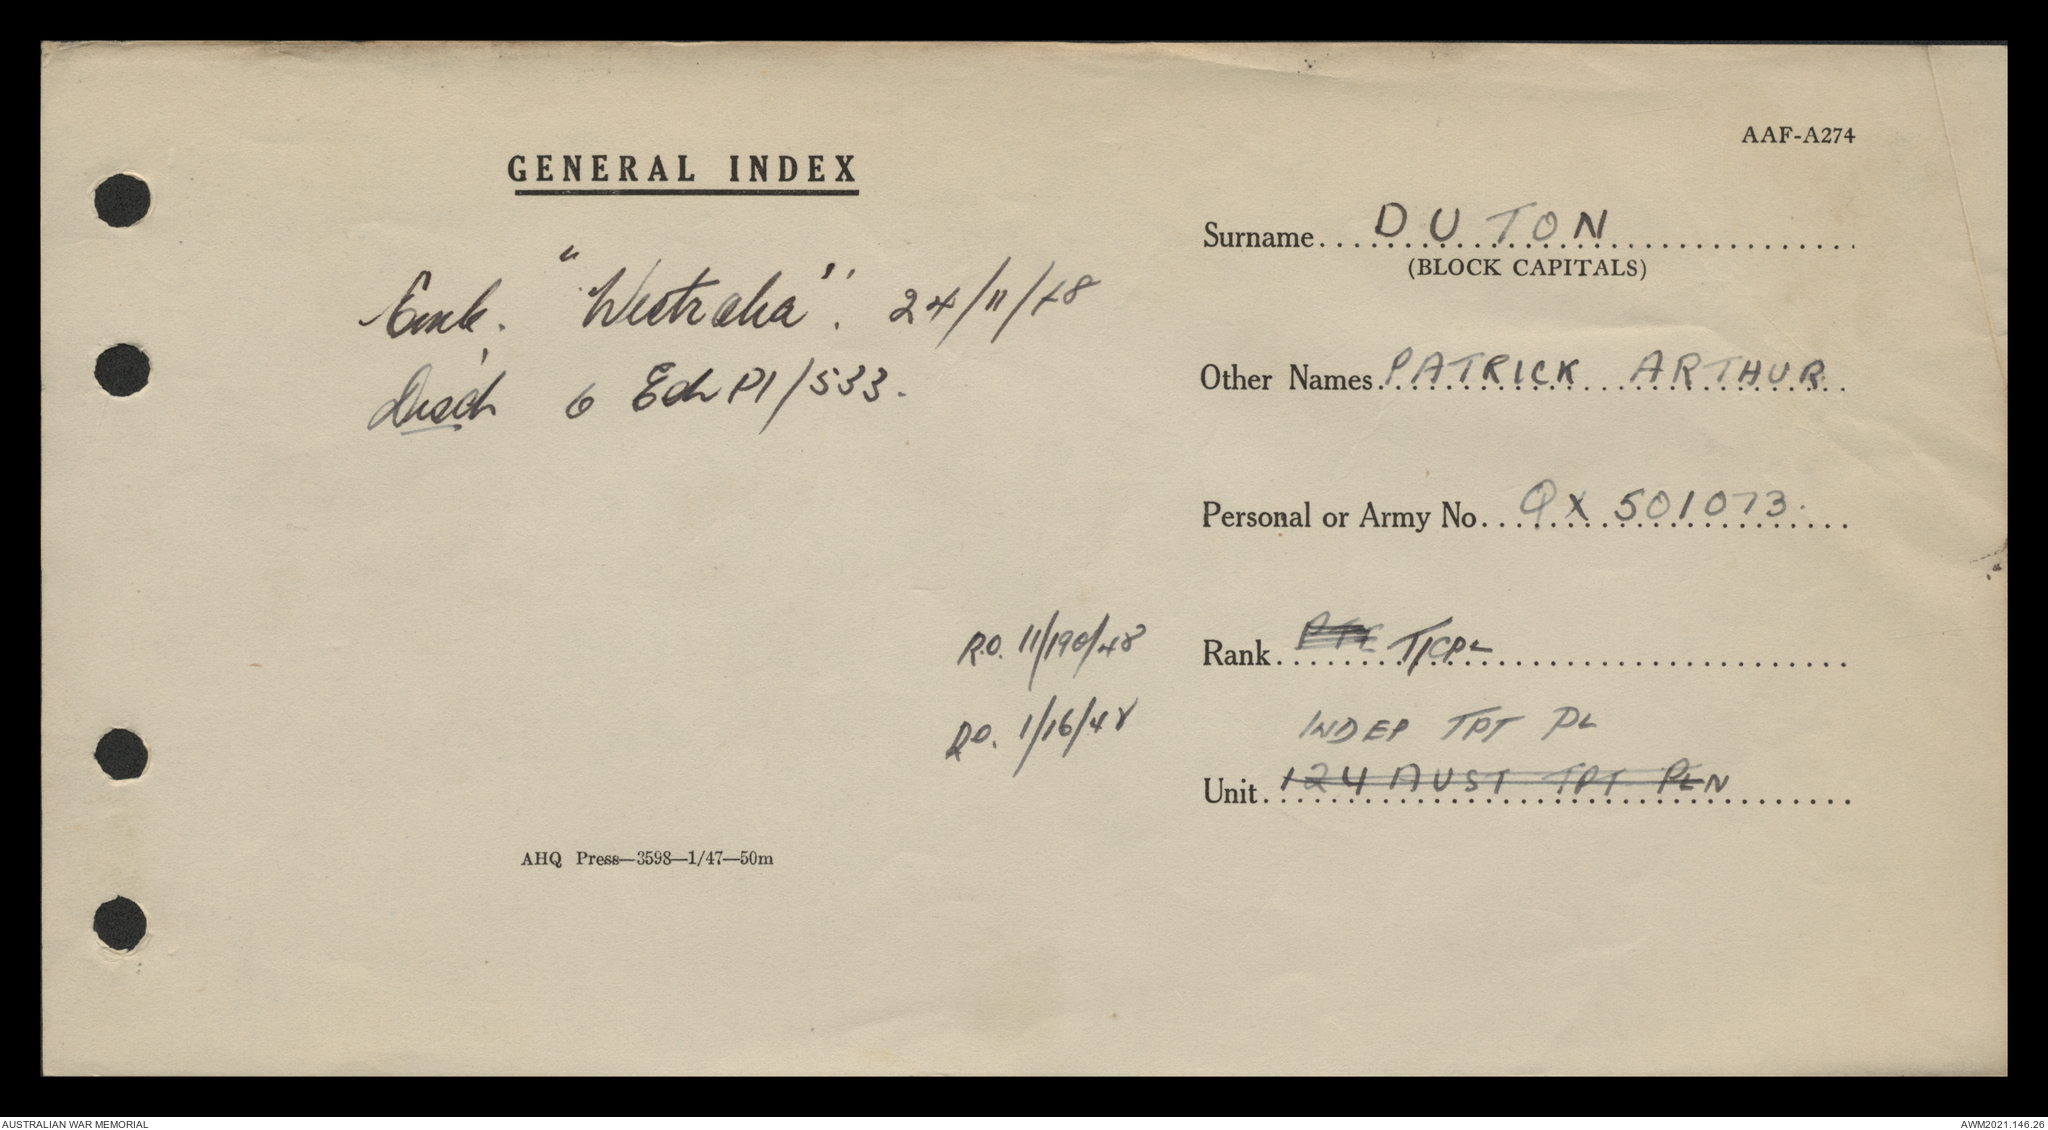 AAF-A274
GENERAL INDEX
Emb. "Westralia". 24/11/48
Disch 6 Ech P1/533.
Surname DUTON
(BLOCK CAPITALS)
Other Names PATRICK ARTHUR
Personal or Army No QX 501073.
R.O. 11/190/48
Rank PTE T/CPL
R.O. 1/16/48
INDEP TPT PL
Unit 124 AUST TPT PLN
AHQ Press—3598—1/47—50m
AUSTRALIAN WAR MEMORIAL
AWM2021.146.26